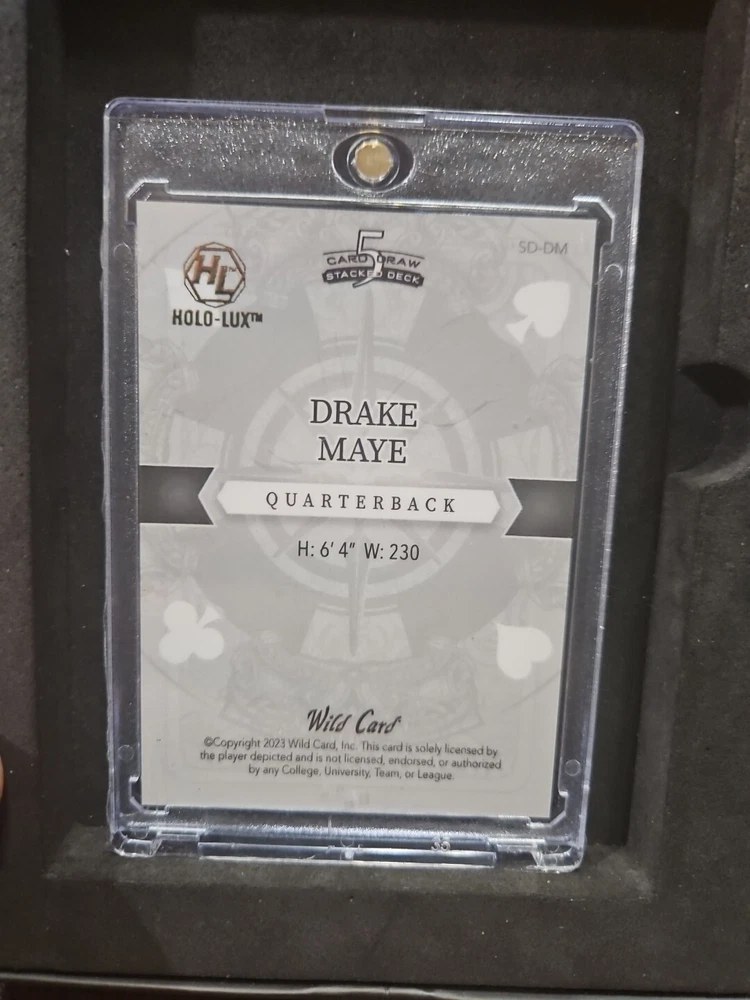 HL
HOLO-LUX™
5
CARD DRAW
STACKED DECK
SD-DM
DRAKE
MAYE
QUARTERBACK
H: 6' 4" W: 230
Wild Card
©Copyright 2023 Wild Card, Inc. This card is solely licensed by
the player depicted and is not licensed, endorsed, or authorized
by any College, University, Team, or League.